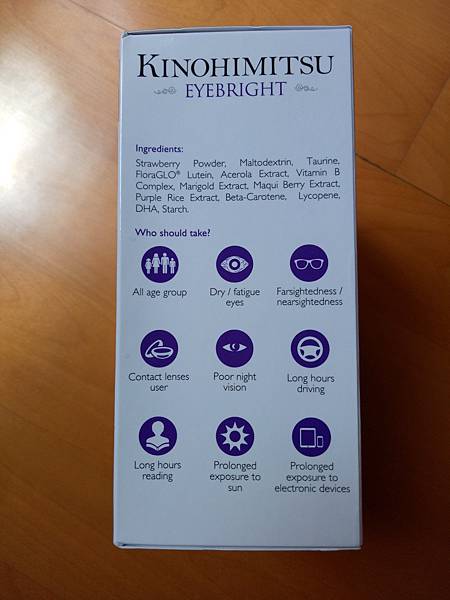 KINOHIMITSU
EYEBRIGHT
Ingredients:
Strawberry Powder, Maltodextrin, Taurine,
FloraGLO® Lutein, Acerola Extract, Vitamin B
Complex, Marigold Extract, Maqui Berry Extract,
Purple Rice Extract, Beta-Carotene, Lycopene,
DHA, Starch.
Who should take?
All age group
Dry / fatigue
eyes
Farsightedness /
nearsightedness
Contact lenses
user
Poor night
vision
Long hours
driving
Long hours
reading
Prolonged
exposure to
sun
Prolonged
exposure to
electronic devices